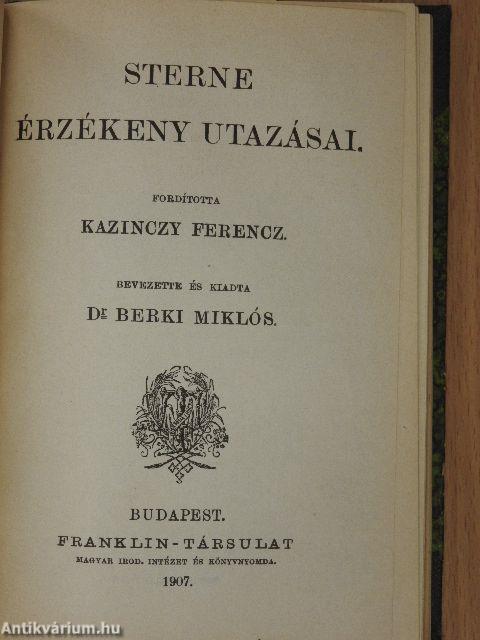 STERNE
ÉRZÉKENY UTAZÁSAI.
FORDÍTOTTA
KAZINCZY FERENCZ.
BEVEZETTE ÉS KIADTA
Dr BERKI MIKLÓS.
BUDAPEST.
FRANKLIN-TÁRSULAT
MAGYAR IROD. INTÉZET ÉS KÖNYVNYOMDA.
1907.
Antikvárium.hu